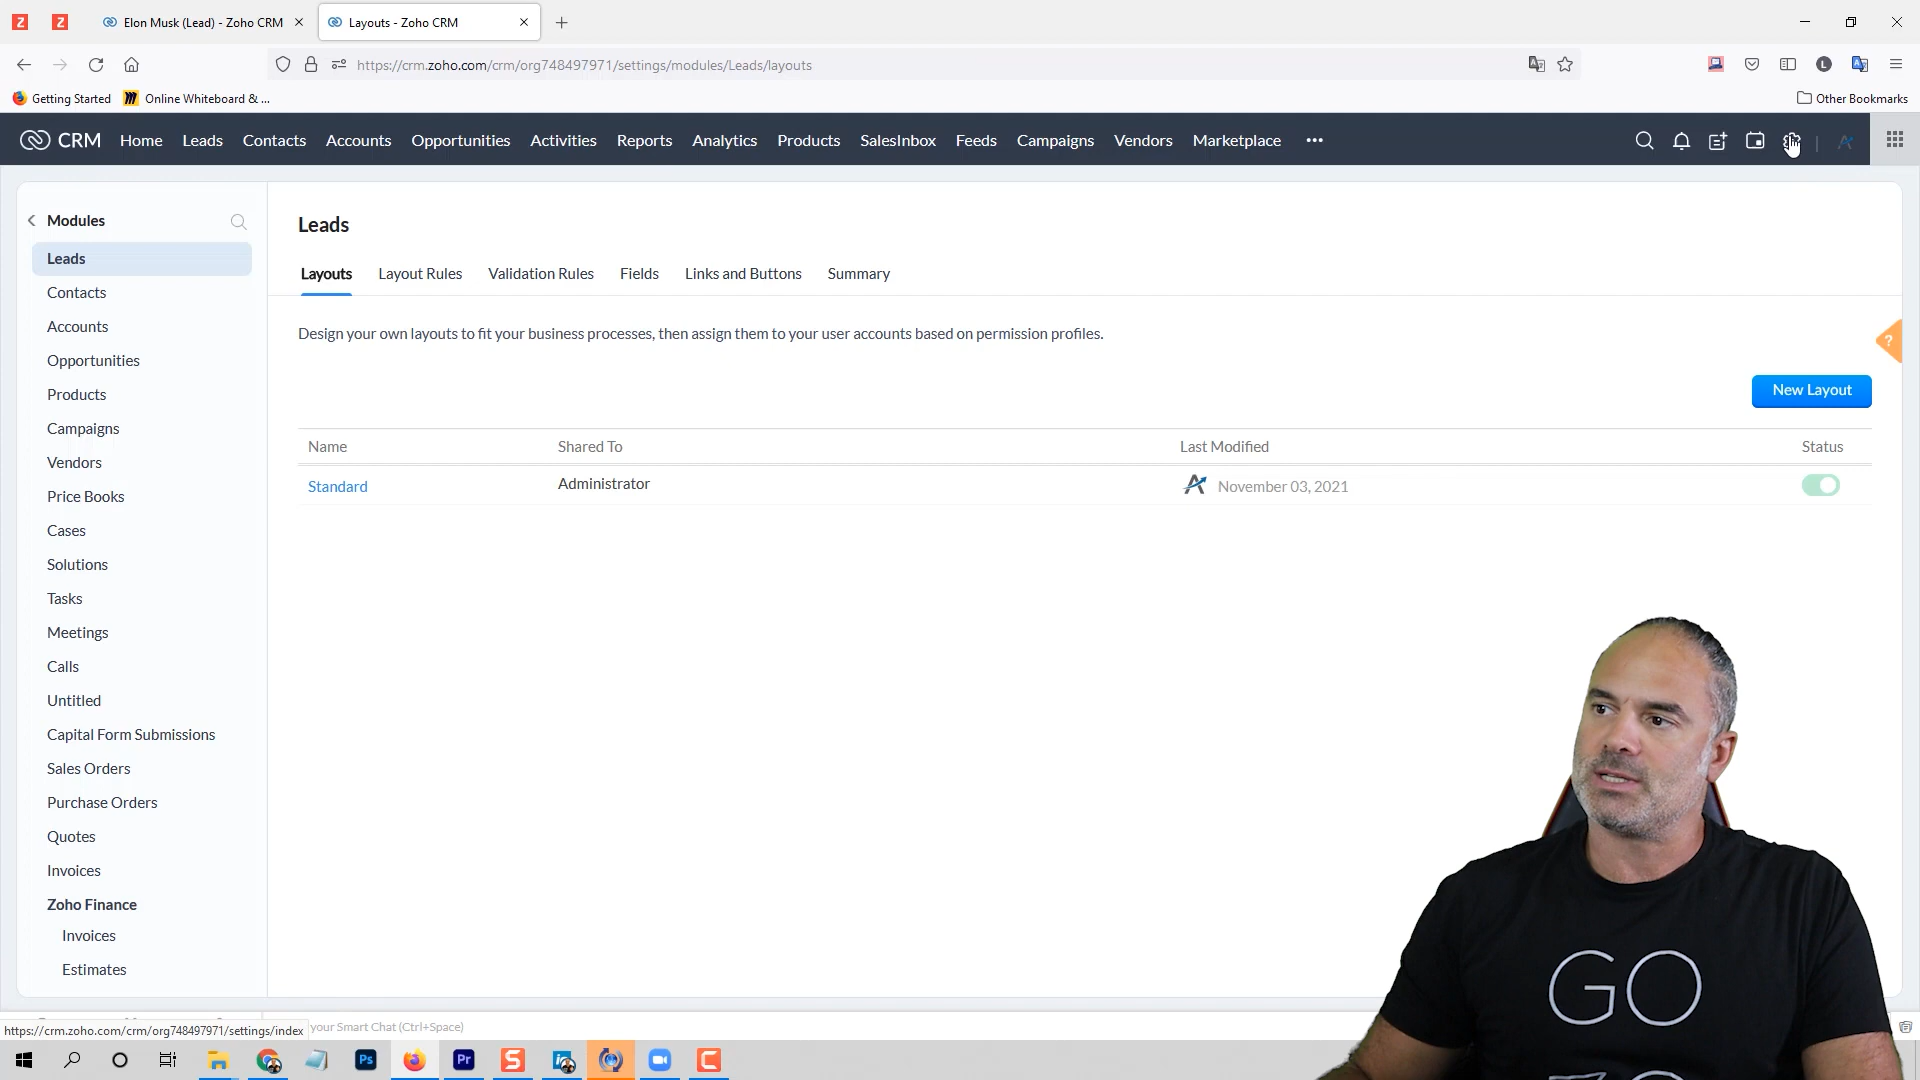 Elon Musk (Lead) - Zoho CRM
Layouts - Zoho CRM
https://crm.zoho.com/crm/org748497971/settings/modules/Leads/layouts
Getting Started
Online Whiteboard & ...
Other Bookmarks
CRM
Home
Leads
Contacts
Accounts
Opportunities
Activities
Reports
Analytics
Products
SalesInbox
Feeds
Campaigns
Vendors
Marketplace
Modules
Leads
Contacts
Accounts
Opportunities
Products
Campaigns
Vendors
Price Books
Cases
Solutions
Tasks
Meetings
Calls
Untitled
Capital Form Submissions
Sales Orders
Purchase Orders
Quotes
Invoices
Zoho Finance
Invoices
Estimates
Leads
Layouts
Layout Rules
Validation Rules
Fields
Links and Buttons
Summary
Design your own layouts to fit your business processes, then assign them to your user accounts based on permission profiles.
?
New Layout
Name
Shared To
Last Modified
Status
Standard
Administrator
November 03, 2021
GO
https://crm.zoho.com/crm/org748497971/settings/index
your Smart Chat (Ctrl+Space)